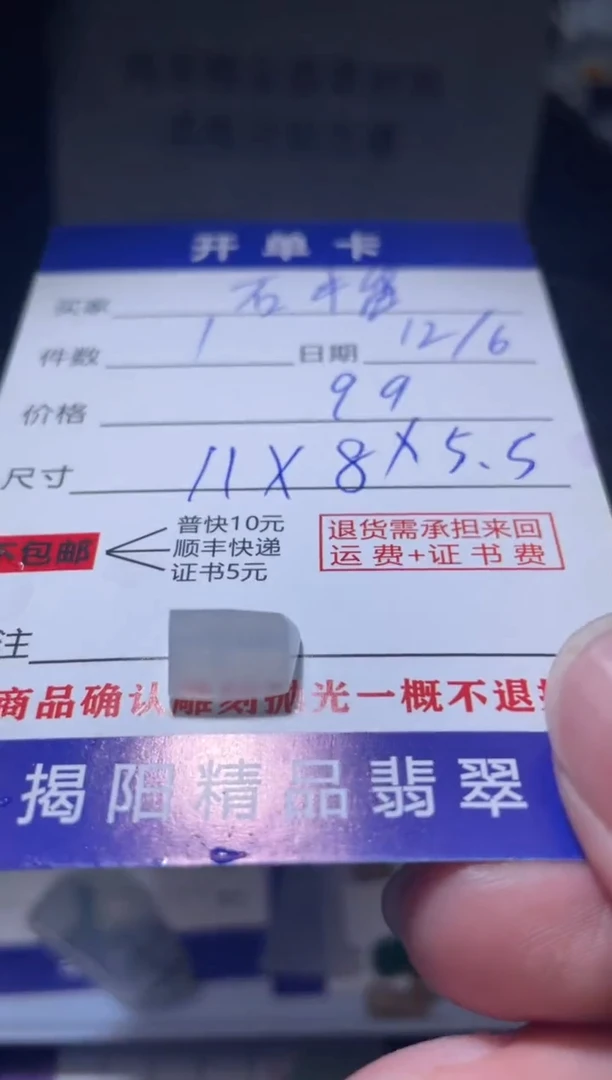 开单卡
买家 石
件数 1 日期 12/6
价格 99
尺寸 11X8X5.5
普快10元
不包邮 顺丰快递
证书5元
退货需承担来回
运费+证书费
注
商品确认雕刻抛光一概不退
揭阳精品翡翠